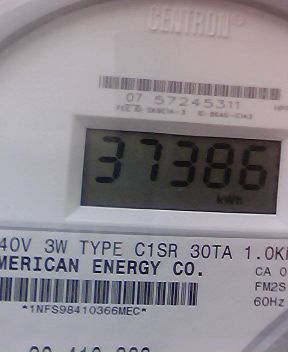 CENTRON®
07 57245311
37386
kWh
40V 3W TYPE C1SR 30TA 1.0K
MERICAN ENERGY CO.
CA 0
FM2S
60Hz
*1NFS98410366MEC*